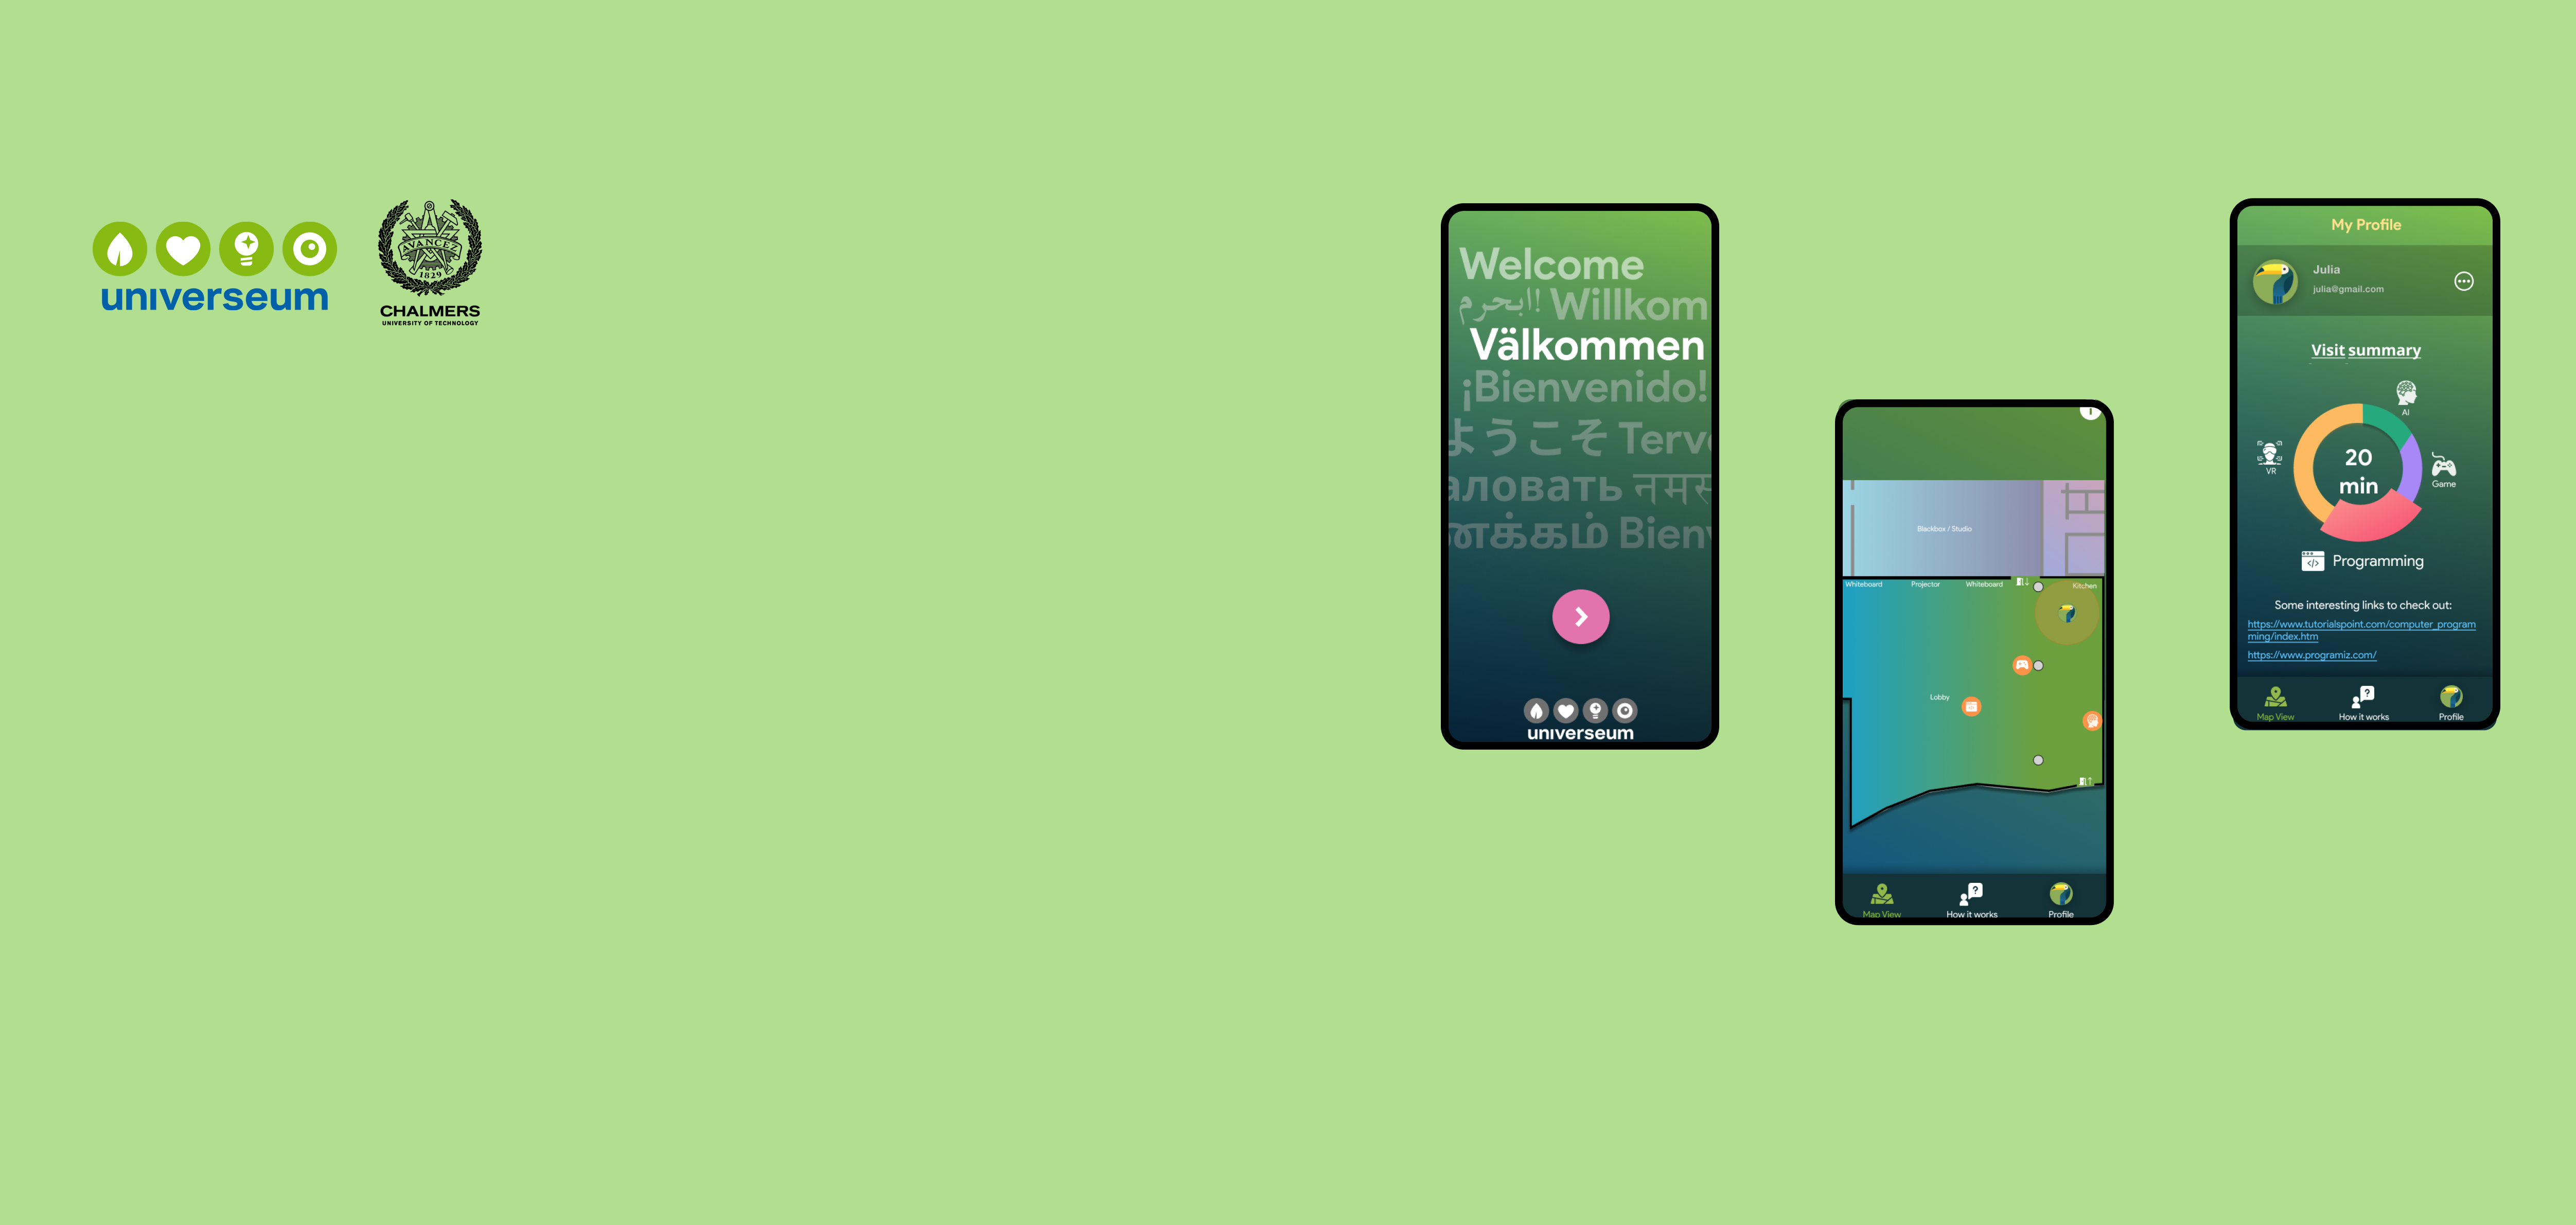 universeum
AVANCEZ
1829
CHALMERS
UNIVERSITY OF TECHNOLOGY
Welcome
Willkom
Välkommen
¡Bienvenido!
ようこそ Terv
аловать नमस
னக்கம் Bienv
universeum
Blackbox / Studio
Whiteboard Projector Whiteboard Kitchen
Lobby
Map View How it works Profile
My Profile
Julia
julia@gmail.com
Visit summary
AI
VR
20
min
Game
Programming
Some interesting links to check out:
https://www.tutorialspoint.com/computer_program
ming/index.htm
https://www.programiz.com/
Map View How it works Profile